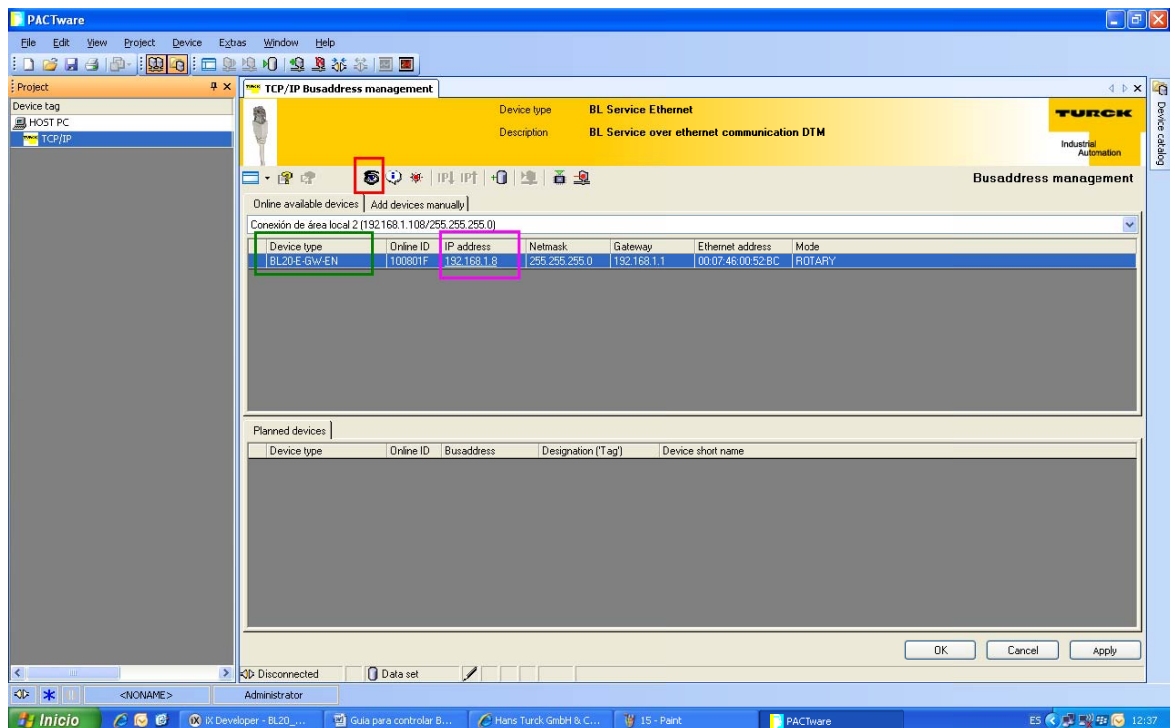 PACTware
File Edit View Project Device Extras Window Help
Project
Device tag
HOST PC
TCP/IP
TURCK TCP/IP Busaddress management
Device type BL Service Ethernet
Description BL Service over ethernet communication DTM
TURCK
Industrial
Automation
Device catalog
IP IP
Busaddress management
Online available devices Add devices manually
Conexión de área local 2 (192.168.1.108/255.255.255.0)
Device type Online ID IP address Netmask Gateway Ethernet address Mode
BL20-E-GW-EN 100801F 192.168.1.8 255.255.255.0 192.168.1.1 00:07:46:00:52:BC ROTARY
Planned devices
Device type Online ID Busaddress Designation ('Tag') Device short name
OK Cancel Apply
Disconnected Data set
<NONAME> Administrator
Inicio iX Developer - BL20_... Guia para controlar B... Hans Turck GmbH & C... 15 - Paint PACTware ES 12:37